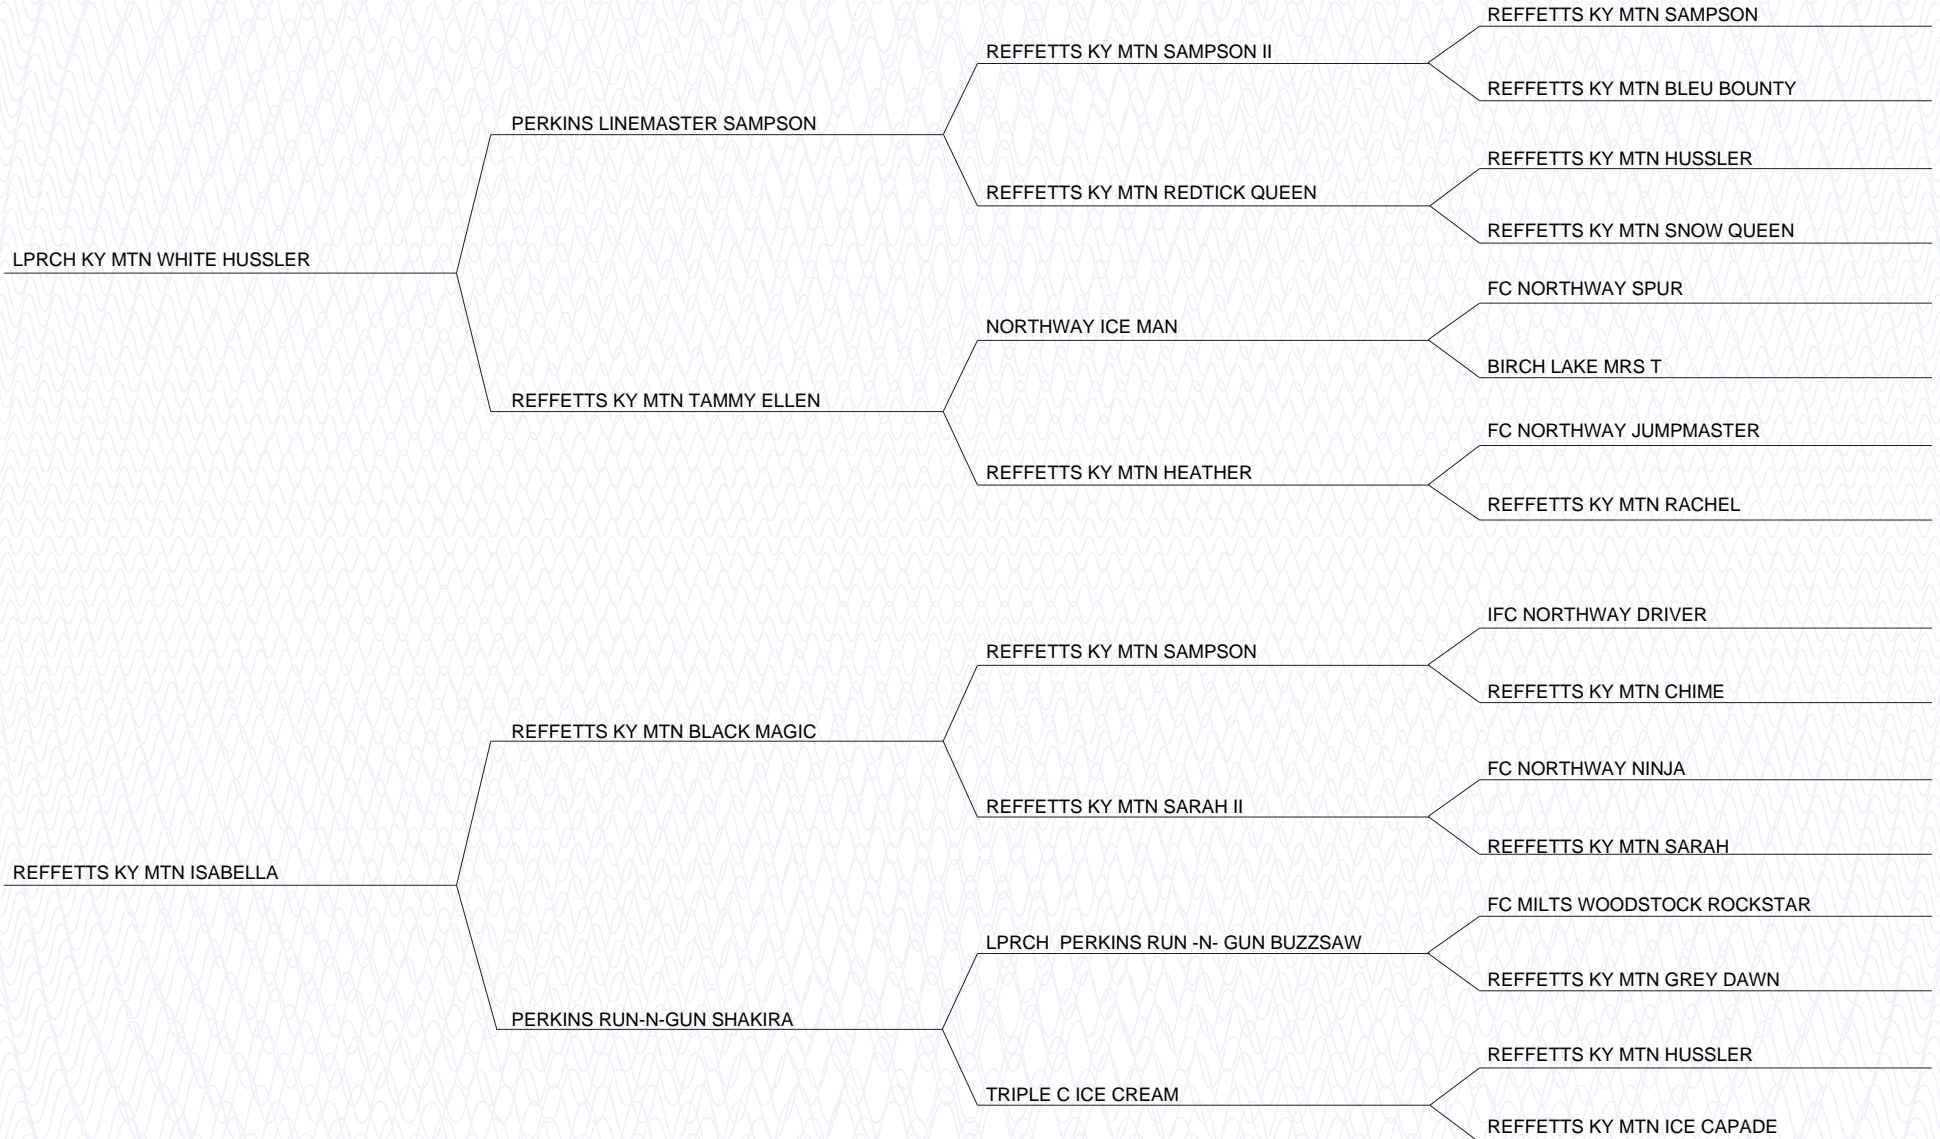 REFFETTS KY MTN SAMPSON
REFFETTS KY MTN SAMPSON II
REFFETTS KY MTN BLEU BOUNTY
PERKINS LINEMASTER SAMPSON
REFFETTS KY MTN HUSSLER
REFFETTS KY MTN REDTICK QUEEN
REFFETTS KY MTN SNOW QUEEN
LPRCH KY MTN WHITE HUSSLER
FC NORTHWAY SPUR
NORTHWAY ICE MAN
BIRCH LAKE MRS T
REFFETTS KY MTN TAMMY ELLEN
FC NORTHWAY JUMPMASTER
REFFETTS KY MTN HEATHER
REFFETTS KY MTN RACHEL
IFC NORTHWAY DRIVER
REFFETTS KY MTN SAMPSON
REFFETTS KY MTN CHIME
REFFETTS KY MTN BLACK MAGIC
FC NORTHWAY NINJA
REFFETTS KY MTN SARAH II
REFFETTS KY MTN SARAH
REFFETTS KY MTN ISABELLA
FC MILTS WOODSTOCK ROCKSTAR
LPRCH  PERKINS RUN -N- GUN BUZZSAW
REFFETTS KY MTN GREY DAWN
PERKINS RUN-N-GUN SHAKIRA
REFFETTS KY MTN HUSSLER
TRIPLE C ICE CREAM
REFFETTS KY MTN ICE CAPADE